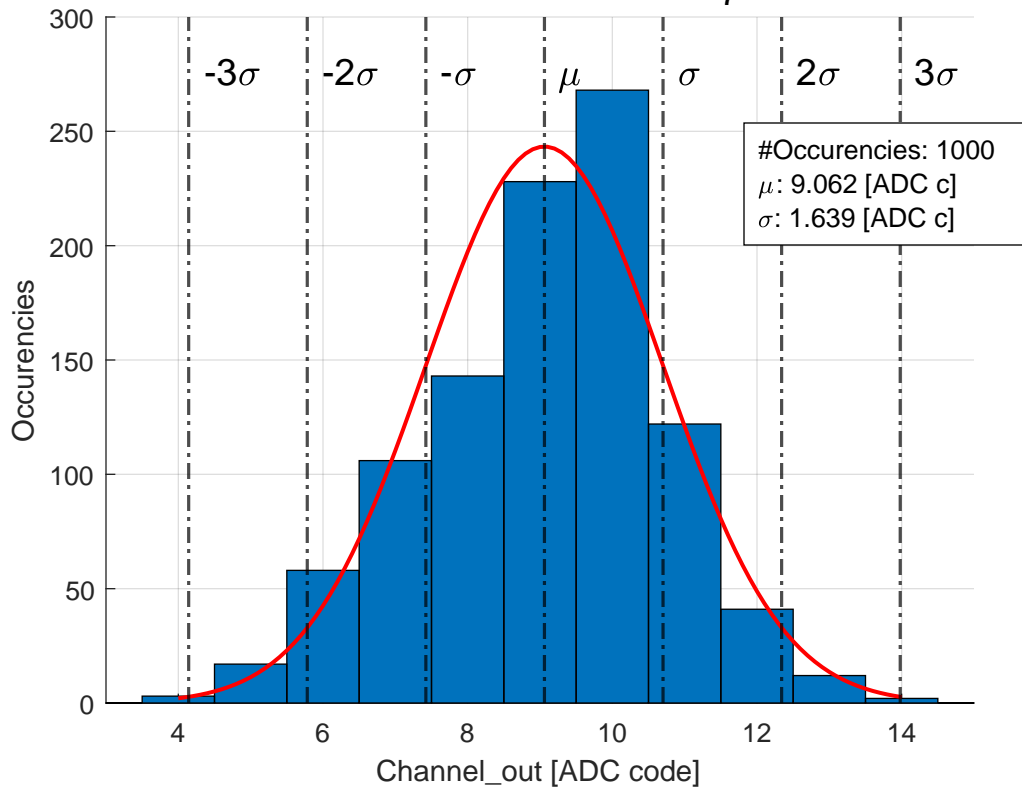 300
-3σ -2σ -σ μ σ 2σ 3σ
250
#Occurencies: 1000
μ: 9.062 [ADC c]
σ: 1.639 [ADC c]
200
150
100
50
0
Occurencies
4 6 8 10 12 14
Channel_out [ADC code]